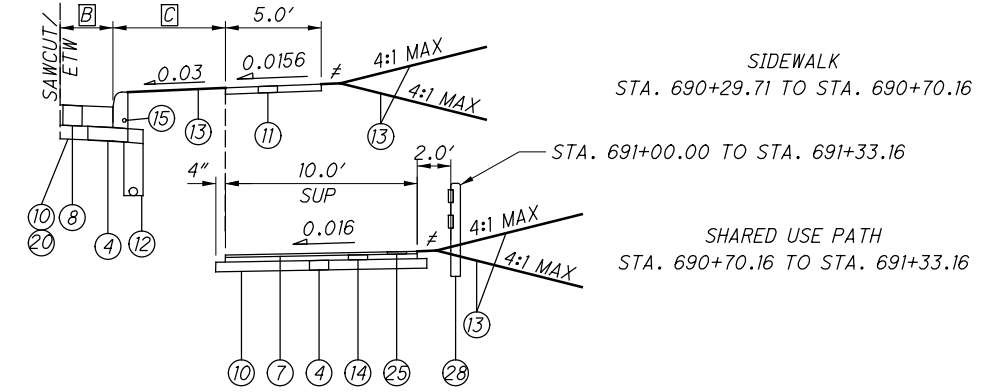 B
C
5.0'
SAWCUT/
ETW
0.03
0.0156
≠
4:1 MAX
4:1 MAX
SIDEWALK
STA. 690+29.71 TO STA. 690+70.16
15
13
11
13
10
20
8
4
12
4"
10.0'
SUP
2.0'
STA. 691+00.00 TO STA. 691+33.16
0.016
≠
4:1 MAX
4:1 MAX
SHARED USE PATH
STA. 690+70.16 TO STA. 691+33.16
13
10
7
4
14
25
28